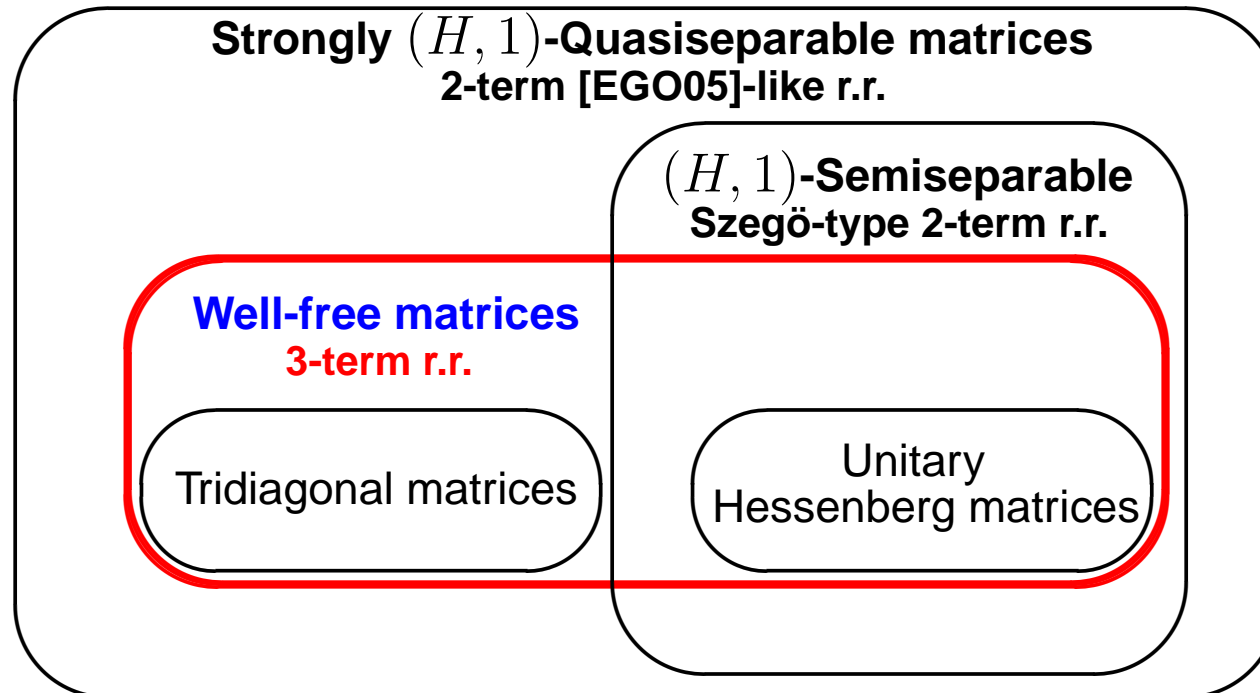 Strongly (H, 1)-Quasiseparable matrices
2-term [EGO05]-like r.r.
(H, 1)-Semiseparable
Szegö-type 2-term r.r.
Well-free matrices
3-term r.r.
Tridiagonal matrices
Unitary
Hessenberg matrices